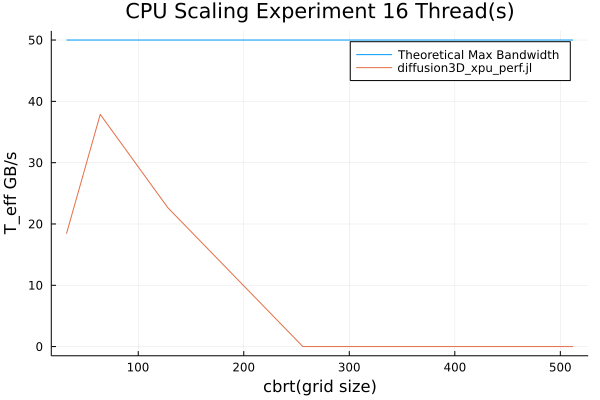 CPU Scaling Experiment 16 Thread(s)
Theoretical Max Bandwidth
diffusion3D_xpu_perf.jl
T_eff GB/s
50
40
30
20
10
0
100 200 300 400 500
cbrt(grid size)